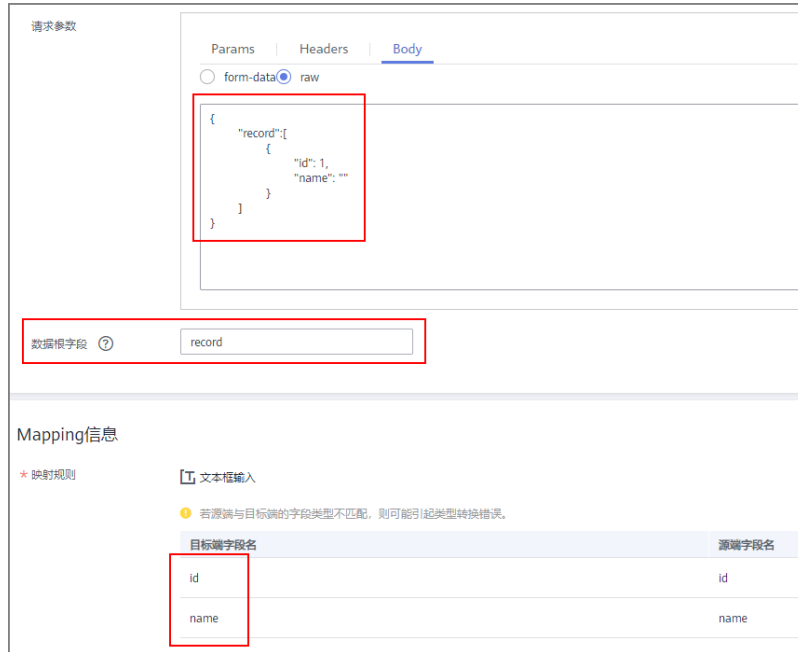 请求参数
Params Headers Body
form-data raw
{
"record":[
{
"id": 1,
"name": ""
}
]
}
数据根字段 ? record
Mapping信息
* 映射规则 文本框输入
若源端与目标端的字段类型不匹配，则可能引起类型转换错误。
目标端字段名 源端字段名
id id
name name